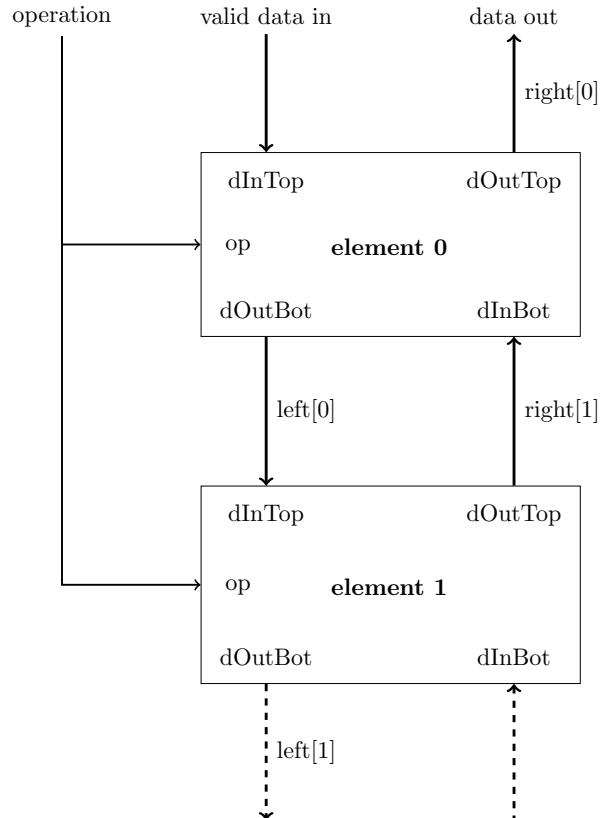 operation valid data in data out
right[0]
dInTop dOutTop
op element 0
dOutBot dInBot
left[0] right[1]
dInTop dOutTop
op element 1
dOutBot dInBot
left[1]